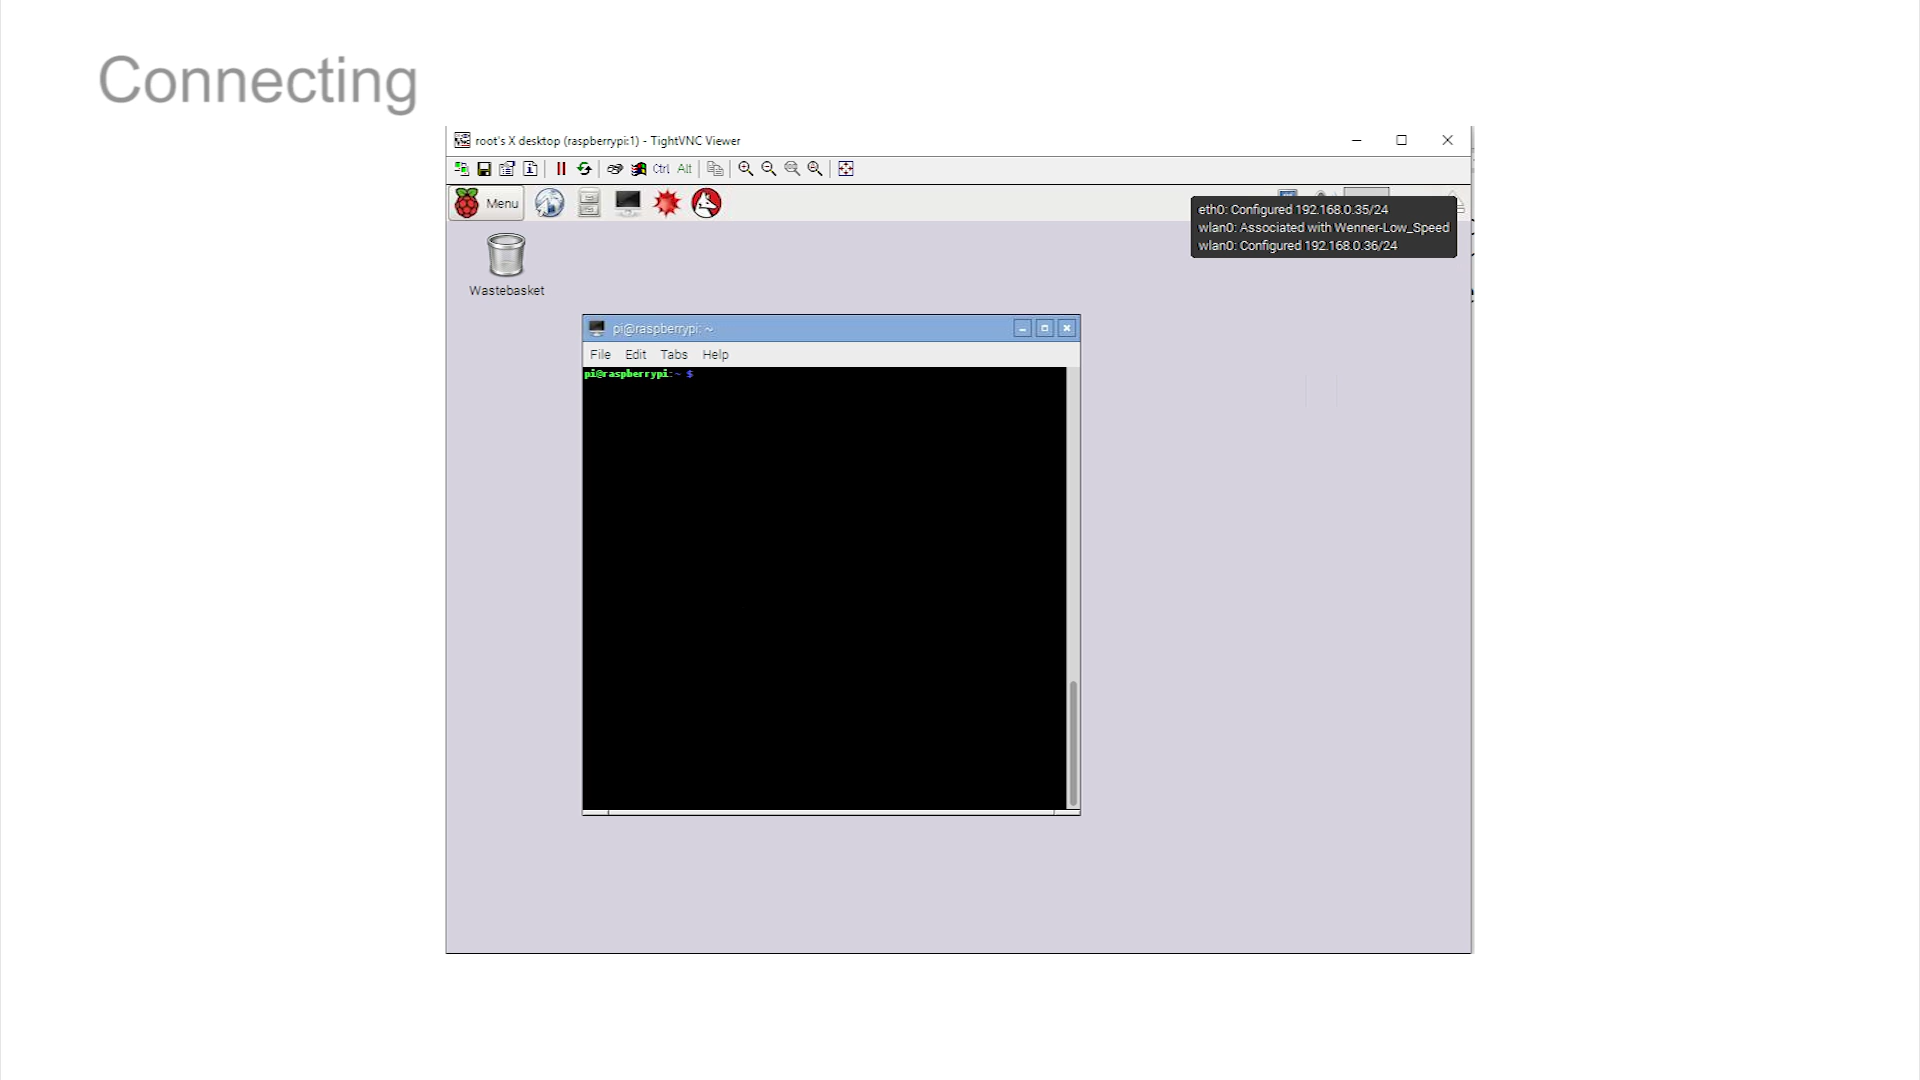 Connecting
root's X desktop (raspberrypi:1) - TightVNC Viewer
Ctrl Alt
Menu
eth0: Configured 192.168.0.35/24
wlan0: Associated with Wenner-Low_Speed
wlan0: Configured 192.168.0.36/24
Wastebasket
pi@raspberrypi: ~
File Edit Tabs Help
pi@raspberrypi:~ $